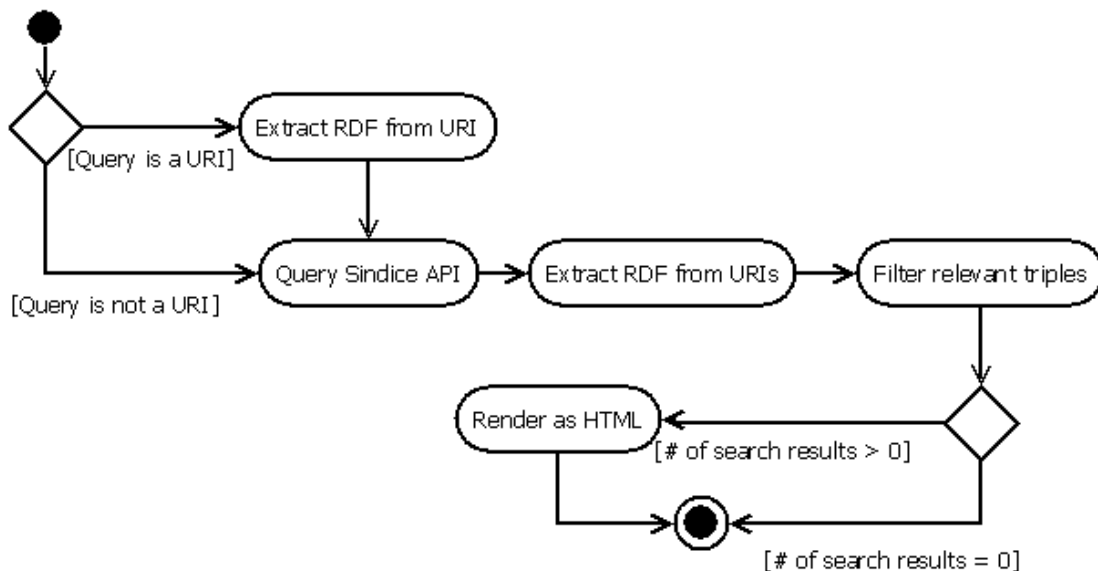 Extract RDF from URI
[Query is a URI]
Query Sindice API
Extract RDF from URIs
Filter relevant triples
[Query is not a URI]
Render as HTML
[# of search results > 0]
[# of search results = 0]